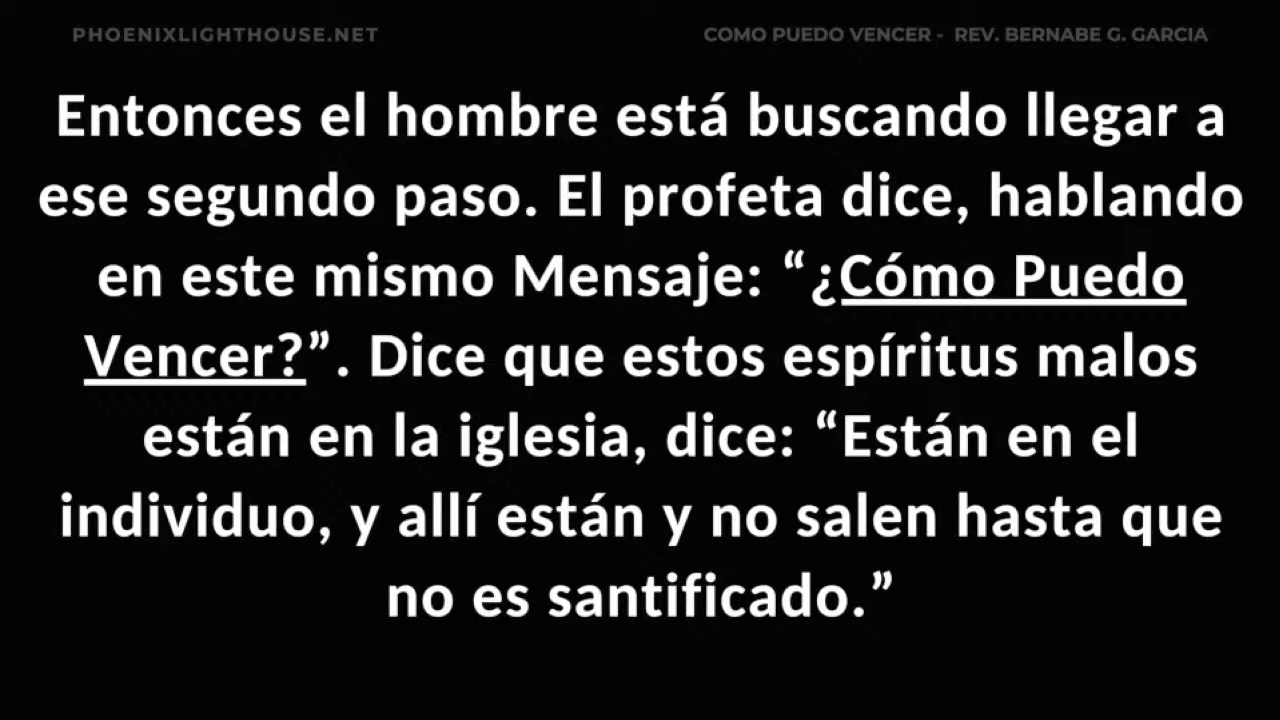 PHOENIXLIGHTHOUSE.NET
COMO PUEDO VENCER - REV. BERNABE G. GARCIA
Entonces el hombre está buscando llegar a
ese segundo paso. El profeta dice, hablando
en este mismo Mensaje: “¿Cómo Puedo
Vencer?”. Dice que estos espíritus malos
están en la iglesia, dice: “Están en el
individuo, y allí están y no salen hasta que
no es santificado.”